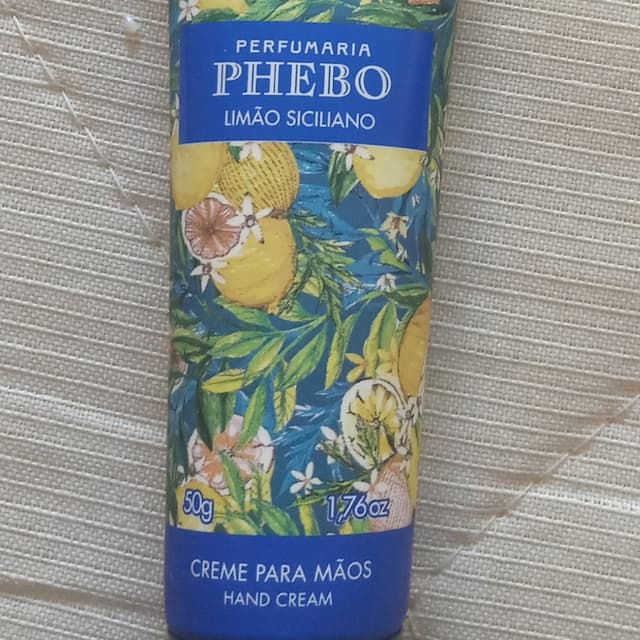 PERFUMARIA
PHEBO
LIMÃO SICILIANO
50g 1,76oz
CREME PARA MÃOS
HAND CREAM